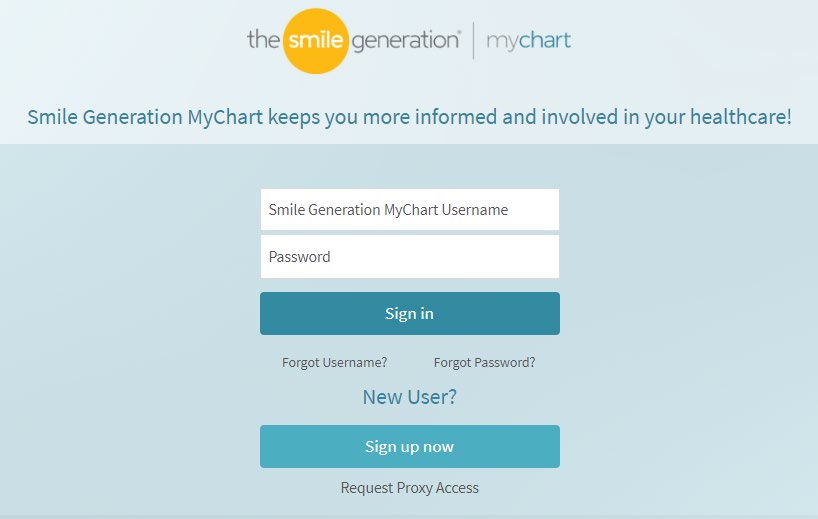 the smile generation® | mychart
Smile Generation MyChart keeps you more informed and involved in your healthcare!
Smile Generation MyChart Username
Password
Sign in
Forgot Username? Forgot Password?
New User?
Sign up now
Request Proxy Access